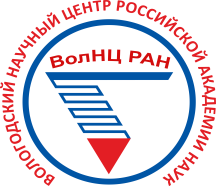 ВОЛОГОДСКИЙ НАУЧНЫЙ ЦЕНТР РОССИЙСКОЙ АКАДЕМИИ НАУК
ВолНЦ РАН